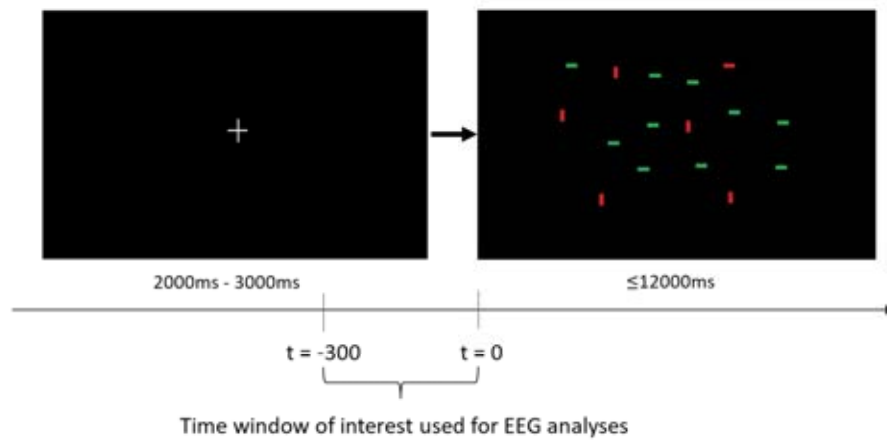 2000ms - 3000ms
≤12000ms
t = -300
t = 0
Time window of interest used for EEG analyses